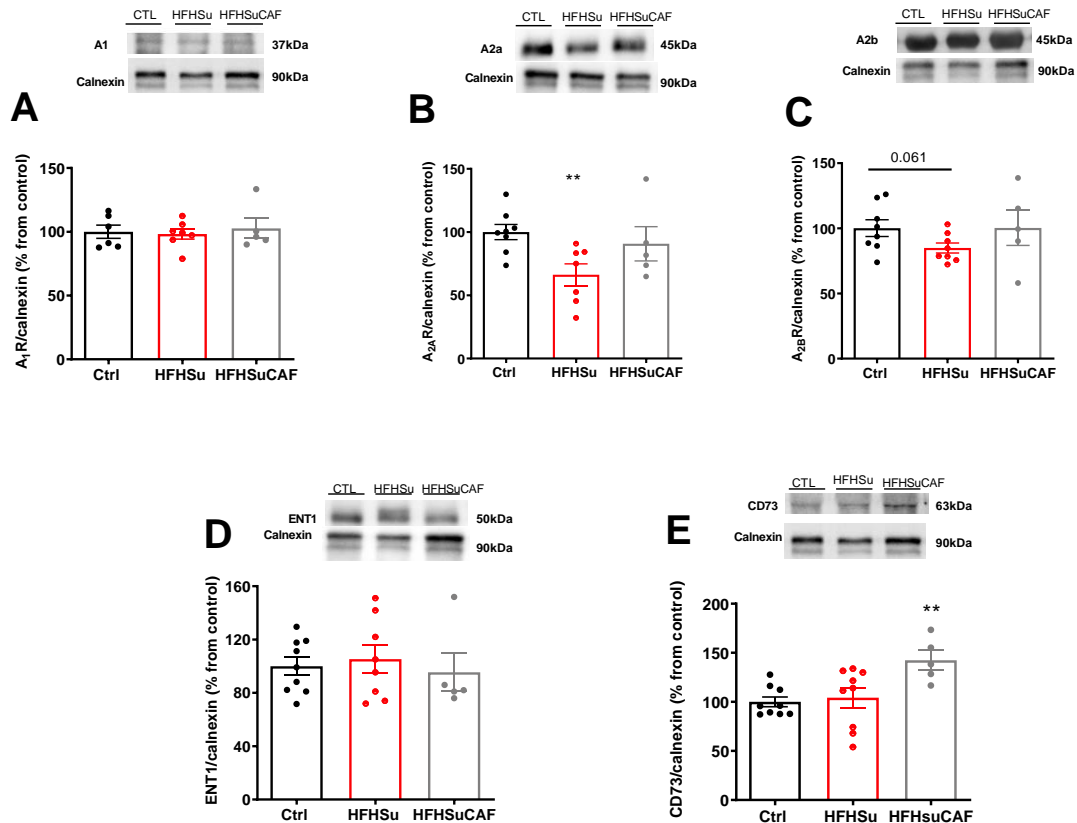 CTL HFHSu HFHSuCAF
A1 37kDa
Calnexin 90kDa
CTL HFHSu HFHSuCAF
A2a 45kDa
Calnexin 90kDa
CTL HFHSu HFHSuCAF
A2b 45kDa
Calnexin 90kDa
A
A1R/calnexin (% from control)
150
100
50
0
Ctrl HFHSu HFHSuCAF
B
A2AR/calnexin (% from control)
150
100
50
0
**
Ctrl HFHSu HFHSuCAF
C
A2BR/calnexin (% from control)
150
100
50
0
0.061
Ctrl HFHSu HFHSuCAF
CTL HFHSu HFHSuCAF
ENT1 50kDa
Calnexin 90kDa
D
ENT1/calnexin (% from control)
160
120
80
40
0
Ctrl HFHSu HFHSuCAF
CTL HFHSu HFHSuCAF
CD73 63kDa
Calnexin 90kDa
E
CD73/calnexin (% from control)
200
150
100
50
0
**
Ctrl HFHSu HFHSuCAF